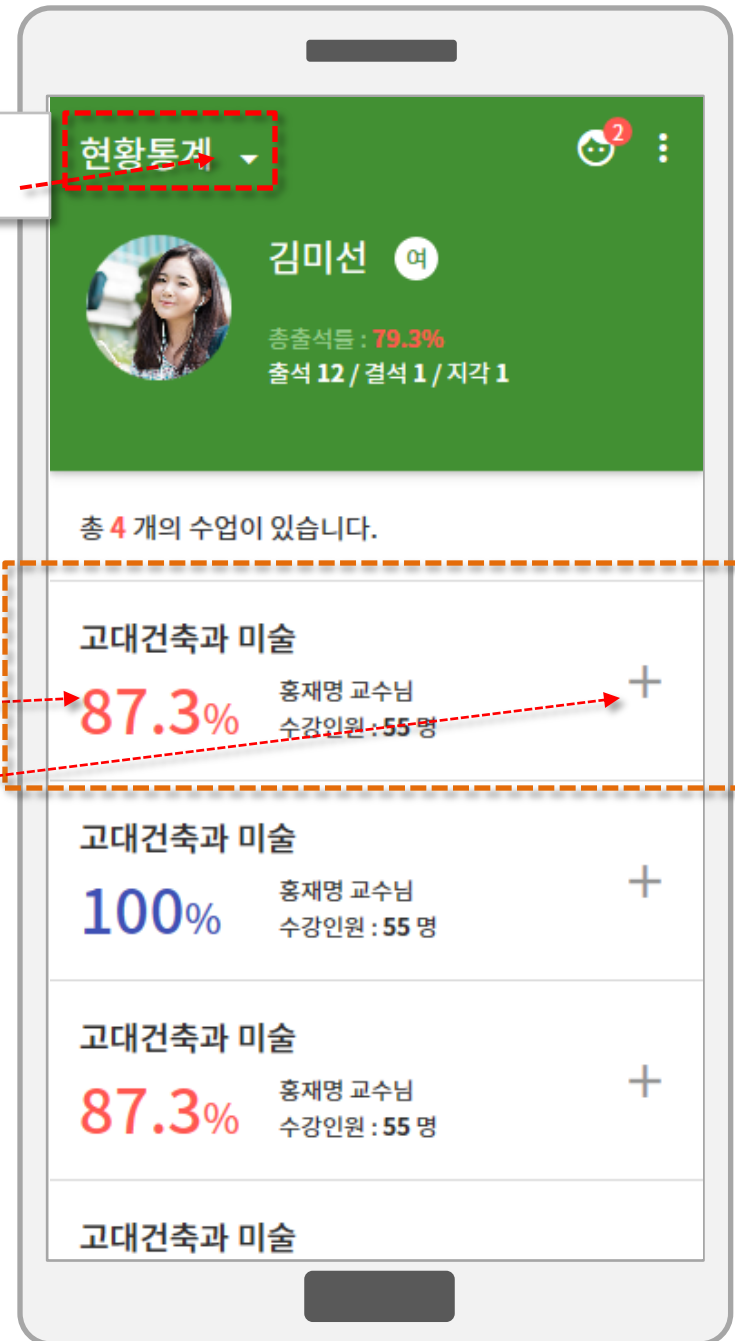 현황통계
2
김미선 여
총출석틀 : 79.3%
출석 12 / 결석 1 / 지각 1
총 4 개의 수업이 있습니다.
고대건축과 미술
87.3%
홍재명 교수님
수강인원 : 55 명
고대건축과 미술
100%
홍재명 교수님
수강인원 : 55 명
고대건축과 미술
87.3%
홍재명 교수님
수강인원 : 55 명
고대건축과 미술